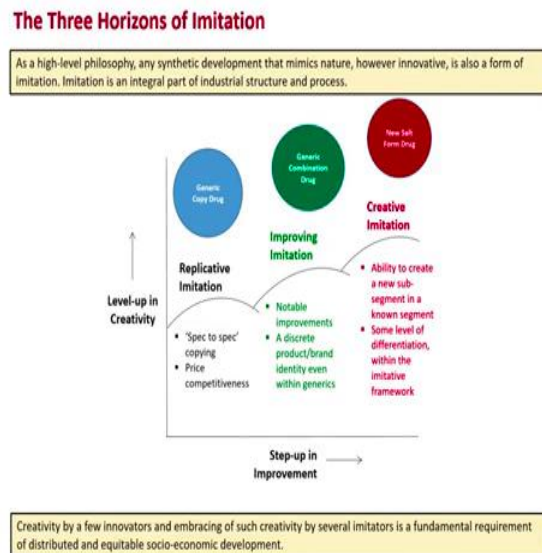 The Three Horizons of Imitation
As a high-level philosophy, any synthetic development that mimics nature, however innovative, is also a form of
imitation. Imitation is an integral part of industrial structure and process.
Generic
Copy Drug
Generic
Combination
Drug
New Salt
Form Drug
Replicative
Imitation
Improving
Imitation
Creative
Imitation
Level-up in
Creativity
▪ 'Spec to spec'
copying
▪ Price
competitiveness
▪ Notable
improvements
▪ A discrete
product/brand
identity even
within generics
▪ Ability to create
a new sub-
segment in a
known segment
▪ Some level of
differentiation,
within the
imitative
framework
Step-up in
Improvement
Creativity by a few innovators and embracing of such creativity by several imitators is a fundamental requirement
of distributed and equitable socio-economic development.